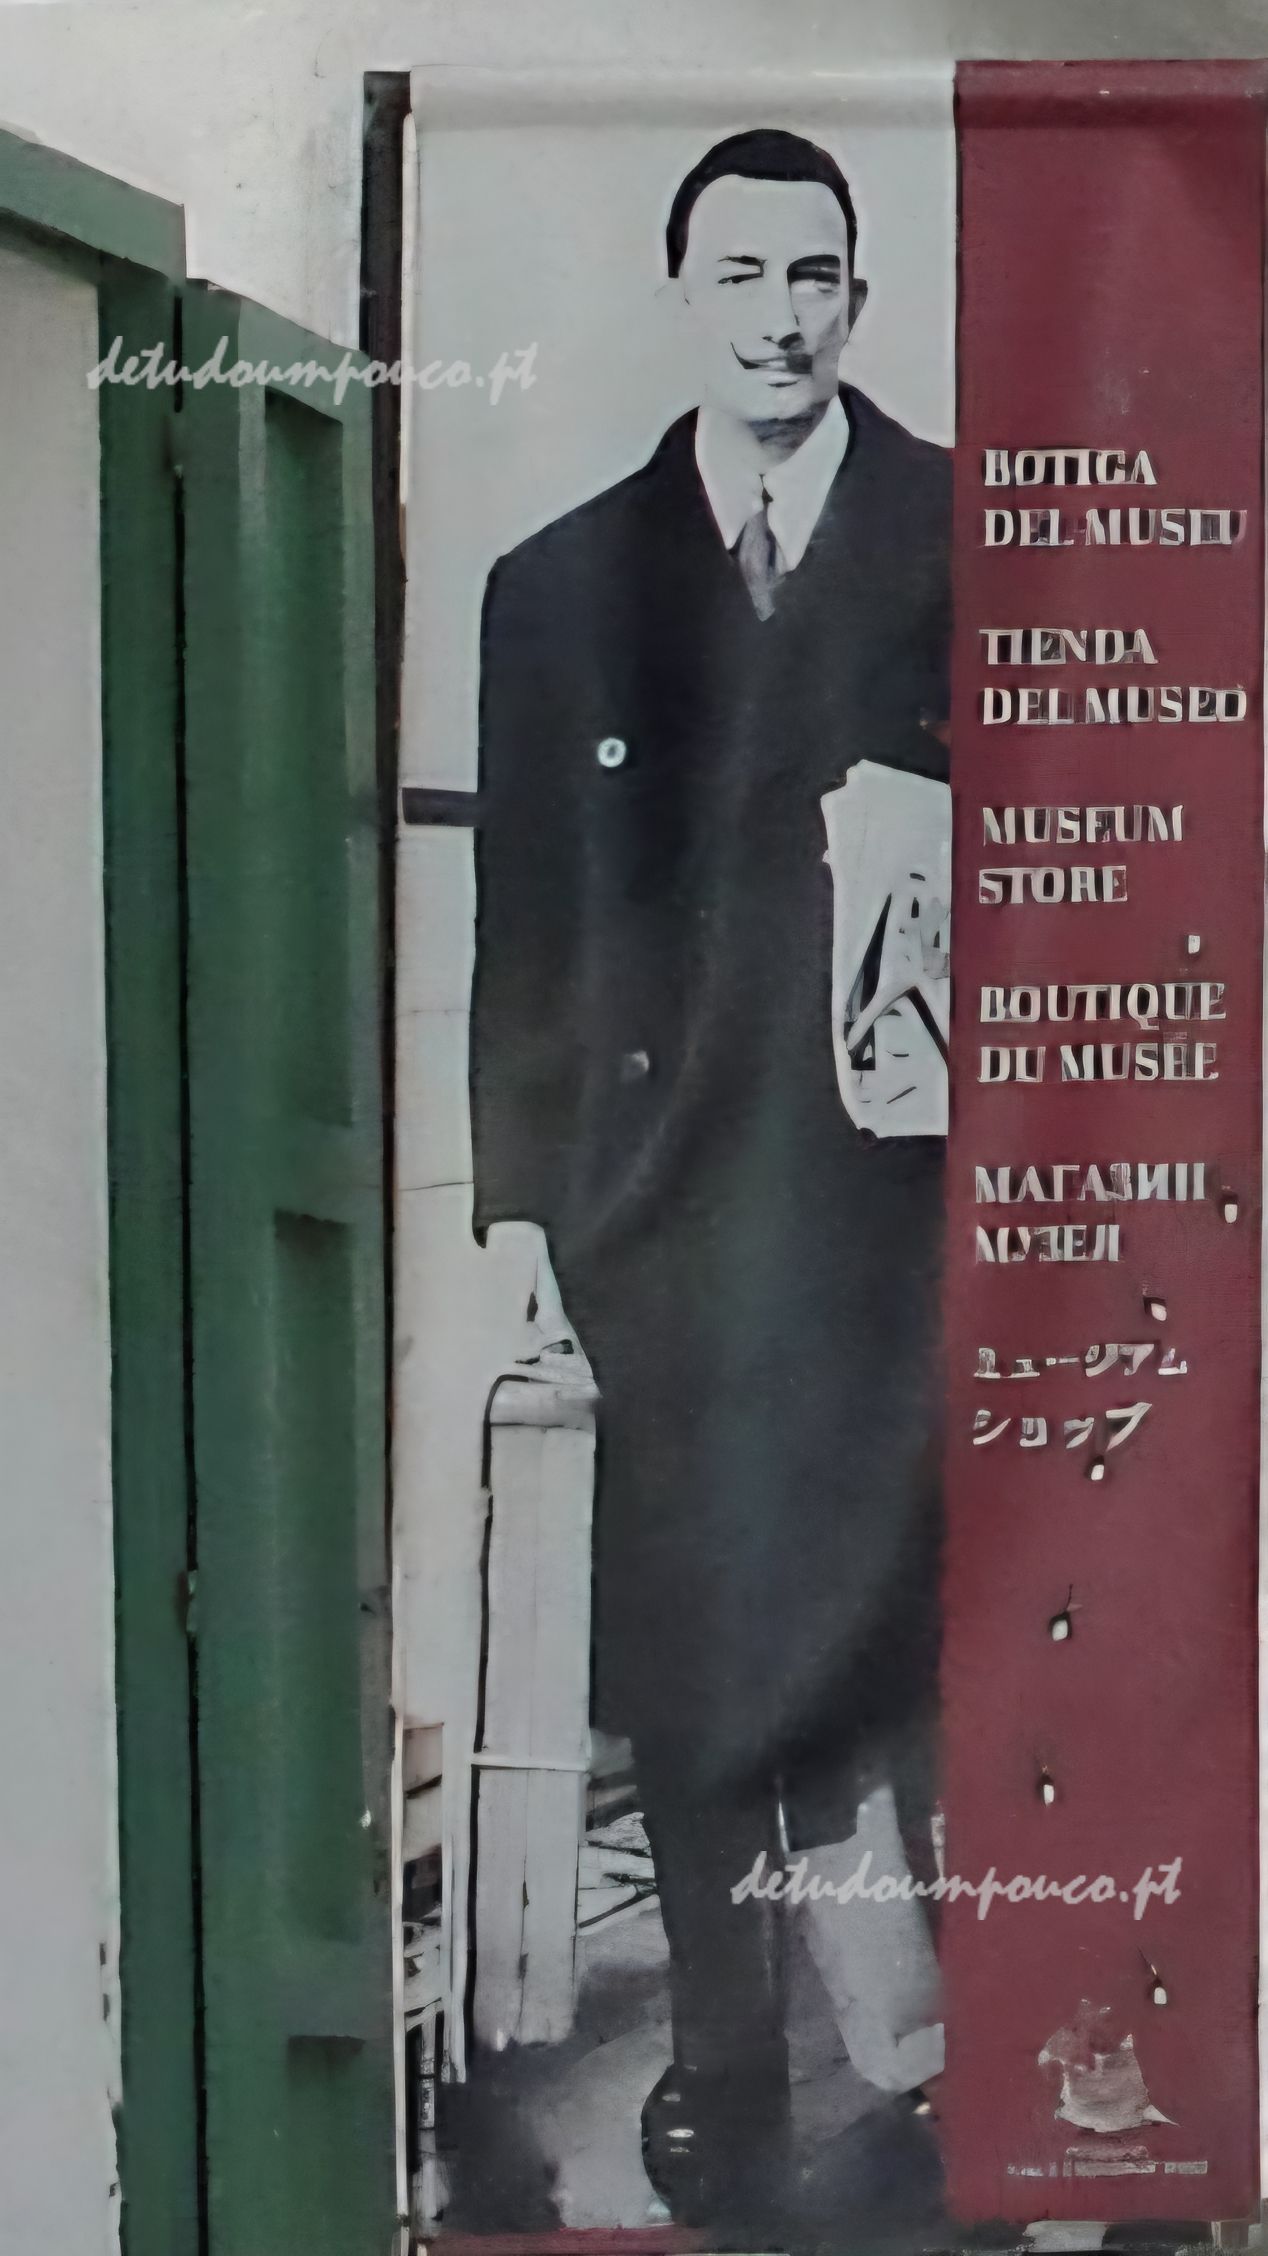 detudoumpouco.pt
BOTIGA
DEL MUSEU
TIENDA
DEL MUSEO
MUSEUM
STORE
BOUTIQUE
DU MUSÉE
МАГАЗИН
МУЗЕЯ
ミュージアム
ショップ
detudoumpouco.pt